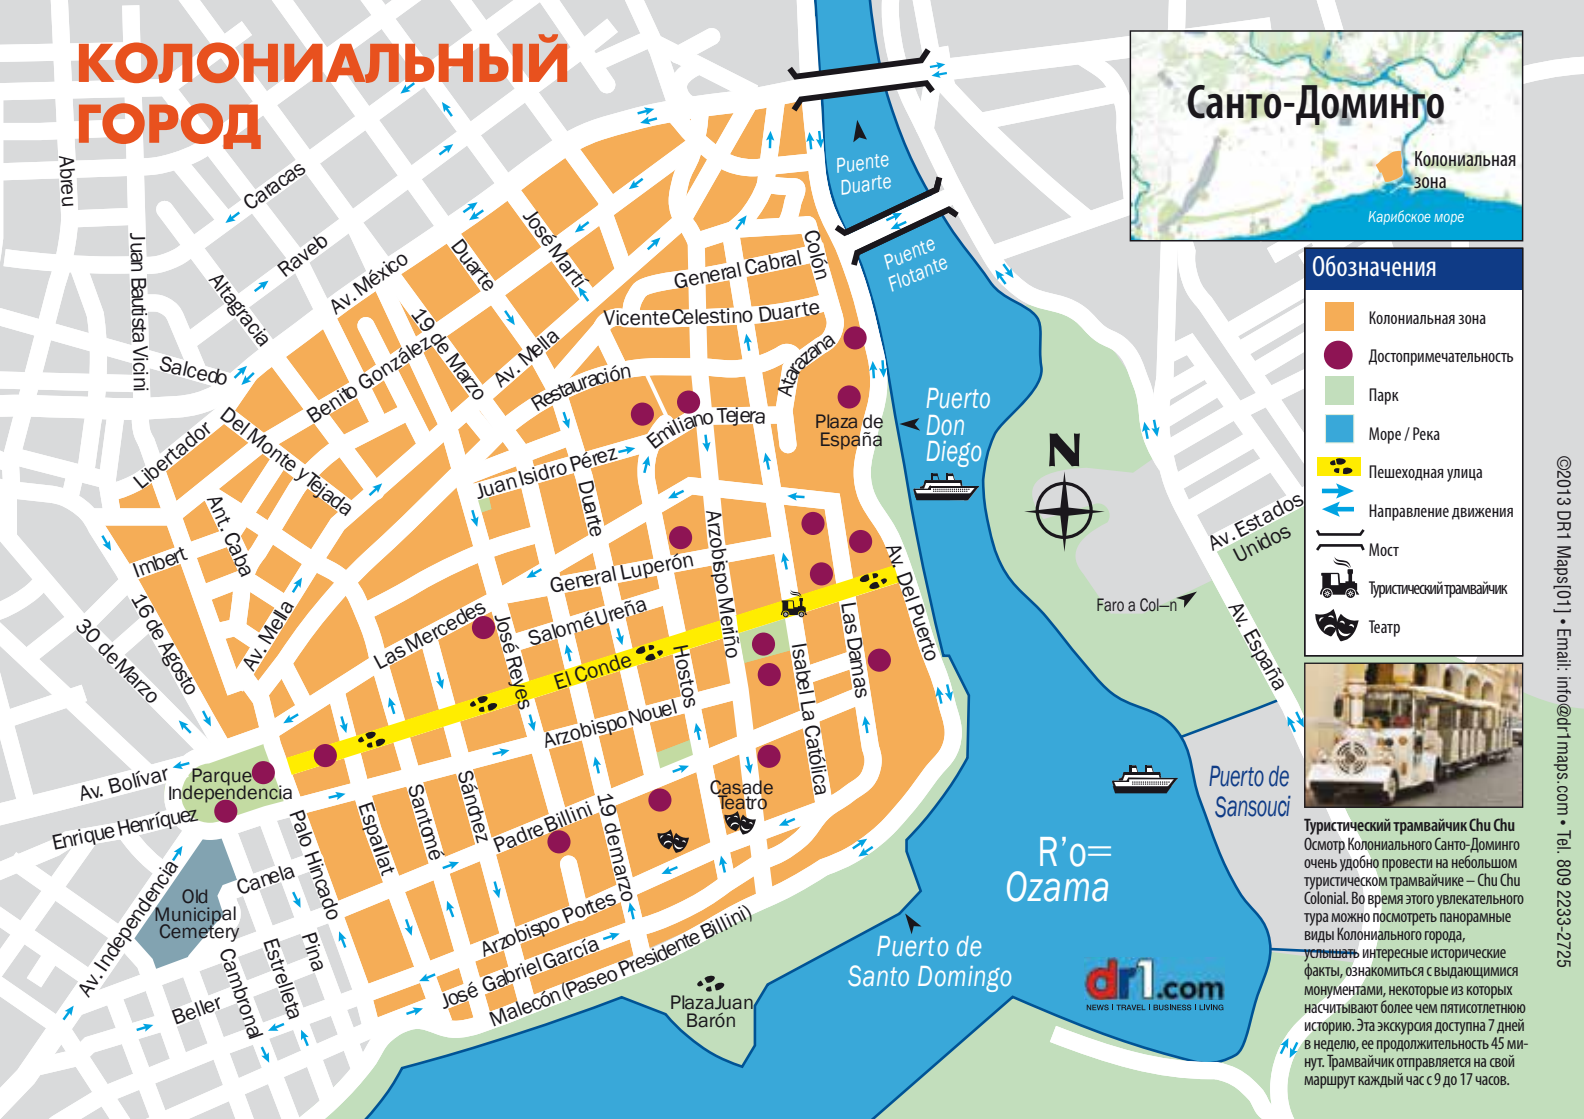 КОЛОНИАЛЬНЫЙ
ГОРОД
Санто-Доминго
Колониальная
зона
Карибское море
Обозначения
Колониальная зона
Достопримечательность
Парк
Море / Река
Пешеходная улица
Направление движения
Мост
Туристический трамвайчик
Театр
Туристический трамвайчик Chu Chu
Осмотр Колониального Санто-Доминго
очень удобно провести на небольшом
туристическом трамвайчике – Chu Chu
Colonial. Во время этого увлекательного
тура можно посмотреть панорамные
виды Колониального города,
услышать интересные исторические
факты, ознакомиться с выдающимися
монументами, некоторые из которых
насчитывают более чем пятисотлетнюю
историю. Эта экскурсия доступна 7 дней
в неделю, ее продолжительность 45 ми-
нут. Трамвайчик отправляется на свой
маршрут каждый час с 9 до 17 часов.
©2013 DR1 Maps[01] • Email: info@dr1maps.com • Tel. 809 2233-2725
Abreu
Juan Bautista Vicini
Caracas
Raveb
Altagracia
Salcedo
Av. México
Duarte
José Martí
19 de Marzo
Benito González
Av. Mella
Libertador
Del Monte y Tejada
Ant. Caba
Imbert
16 de Agosto
30 de Marzo
Av. Mella
General Cabral
Colón
Vicente Celestino Duarte
Atarazana
Restauración
Emiliano Tejera
Plaza de
España
Juan Isidro Pérez
Duarte
General Luperón
Arzobispo Meriño
Av. Del Puerto
Las Mercedes
José Reyes
Salomé Ureña
El Conde
Hostos
Isabel La Católica
Las Damas
Arzobispo Nouel
Sánchez
Santomé
Espaillat
Palo Hincado
Padre Billini
19 demarzo
Casa de
Teatro
Arzobispo Portes
José Gabriel García
Malecón (Paseo Presidente Billini)
Plaza Juan
Barón
Av. Bolívar
Parque
Independencia
Enrique Henríquez
Av. Independencia
Old
Municipal
Cemetery
Canela
Pina
Estrelleta
Cambronal
Beller
Puente
Duarte
Puente
Flotante
Puerto
Don
Diego
N
Faro a Col—n
Av. Estados
Unidos
Av. España
Puerto de
Sansouci
R’o=
Ozama
Puerto de
Santo Domingo
dr1.com
NEWS | TRAVEL | BUSINESS | LIVING